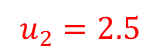 u₂ = 2.5